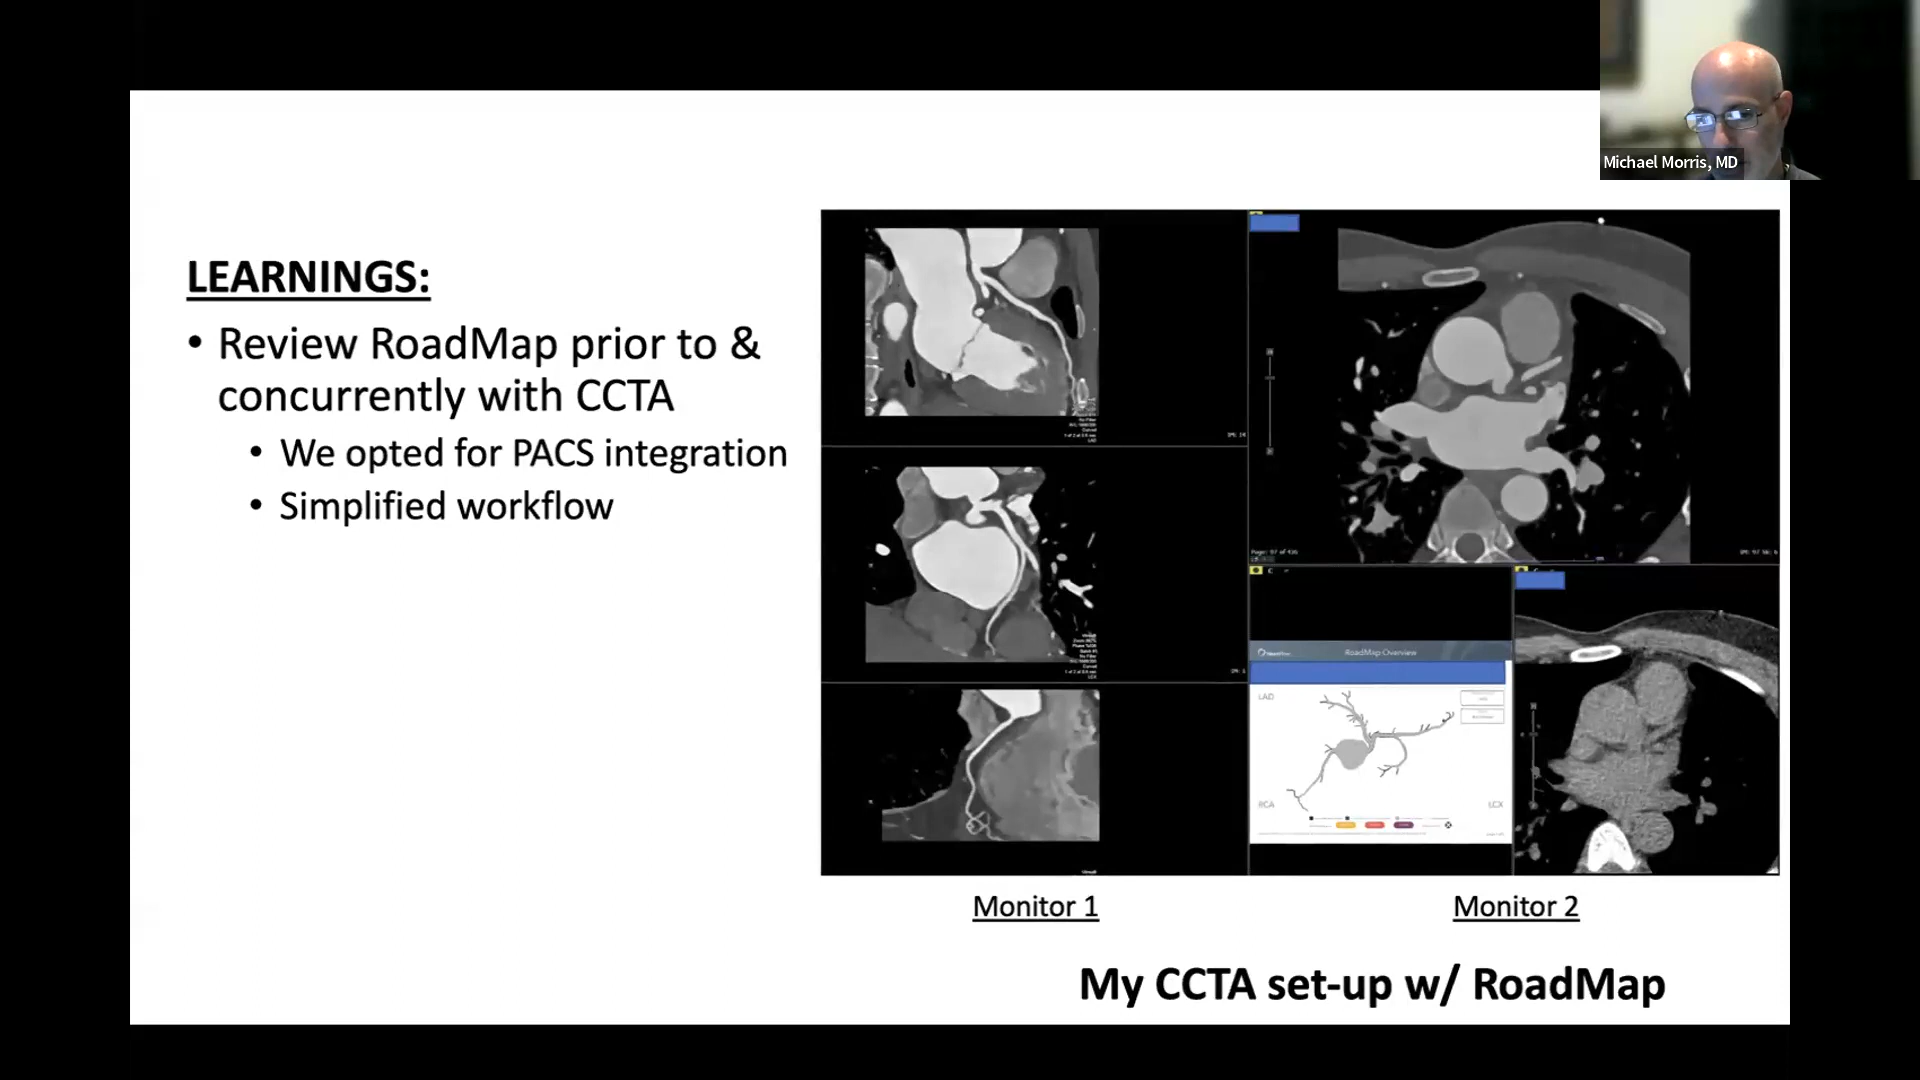 Michael Morris, MD
LEARNINGS:
• Review RoadMap prior to &
concurrently with CCTA
• We opted for PACS integration
• Simplified workflow
RoadMap Overview
LAD
RCA
LCX
Monitor 1
Monitor 2
My CCTA set-up w/ RoadMap